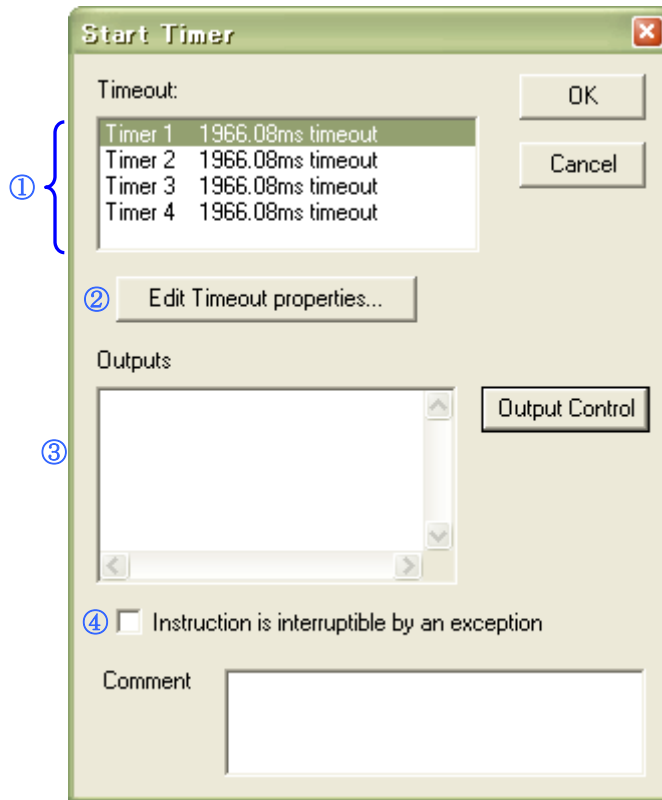 Start Timer
Timeout:
OK
① Timer 1 1966.08ms timeout
Timer 2 1966.08ms timeout
Timer 3 1966.08ms timeout
Timer 4 1966.08ms timeout
Cancel
② Edit Timeout properties...
Outputs
Output Control
③
④ Instruction is interruptible by an exception
Comment